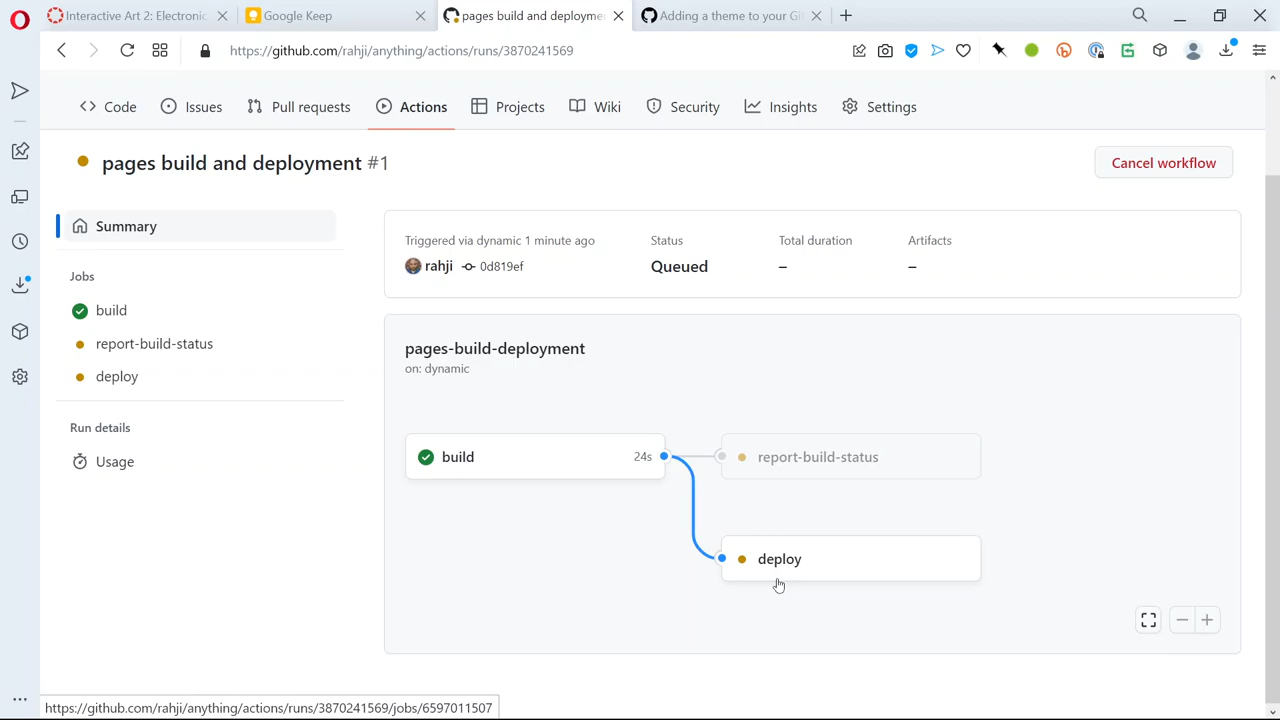 Interactive Art 2: Electronic
Google Keep
pages build and deployme
Adding a theme to your Git
https://github.com/rahji/anything/actions/runs/3870241569
Code
Issues
Pull requests
Actions
Projects
Wiki
Security
Insights
Settings
pages build and deployment #1
Cancel workflow
Summary
Jobs
build
report-build-status
deploy
Run details
Usage
Triggered via dynamic 1 minute ago
rahji 0d819ef
Status
Queued
Total duration
–
Artifacts
–
pages-build-deployment
on: dynamic
build 24s
report-build-status
deploy
https://github.com/rahji/anything/actions/runs/3870241569/jobs/6597011507